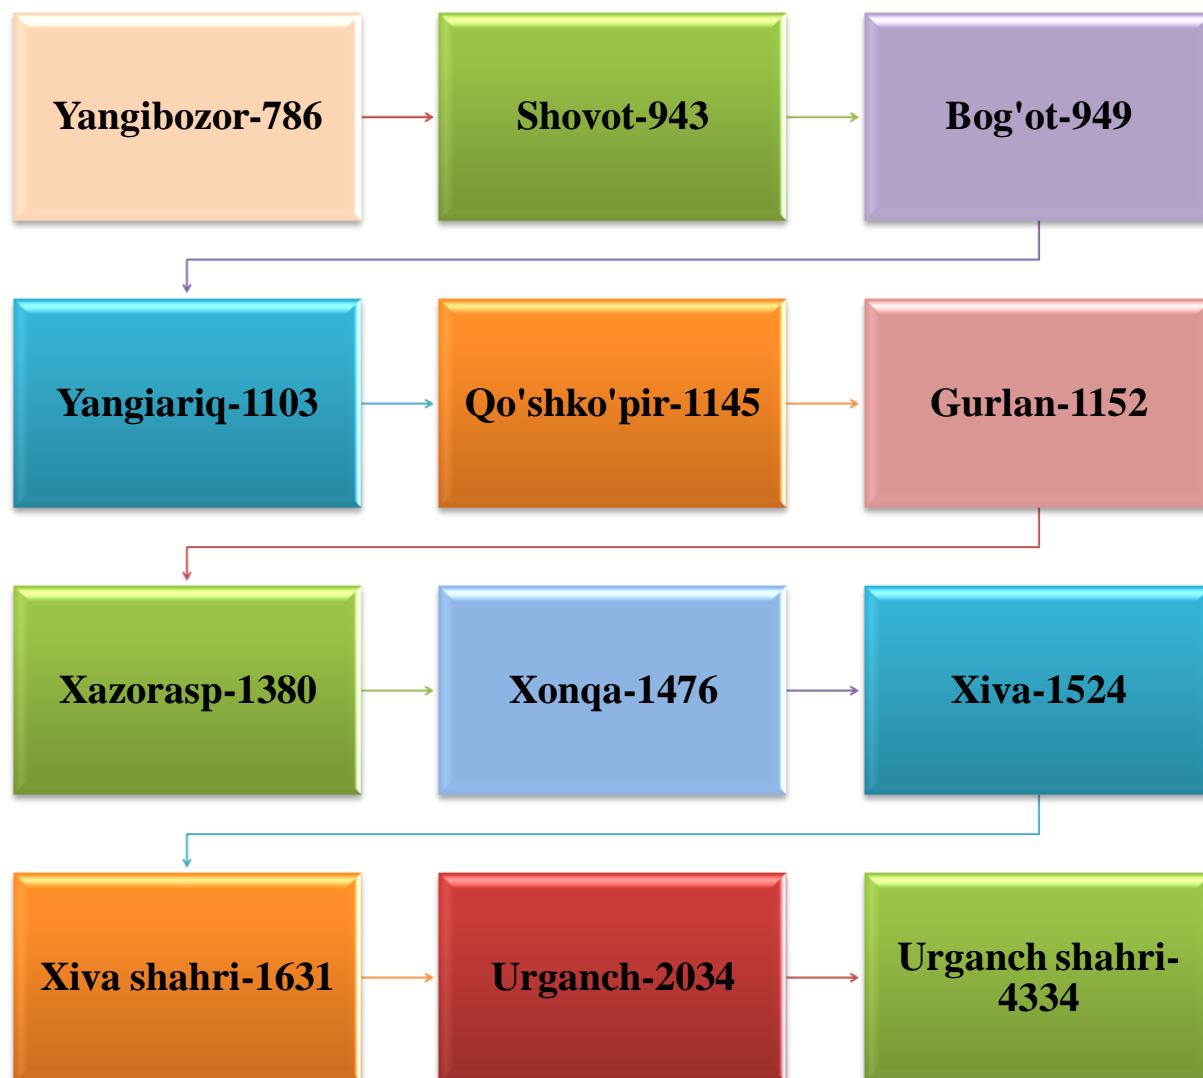 Yangibozor-786
Shovot-943
Bog'ot-949
Yangiariq-1103
Qo'shko'pir-1145
Gurlan-1152
Xazorasp-1380
Xonqa-1476
Xiva-1524
Xiva shahri-1631
Urganch-2034
Urganch shahri-
4334